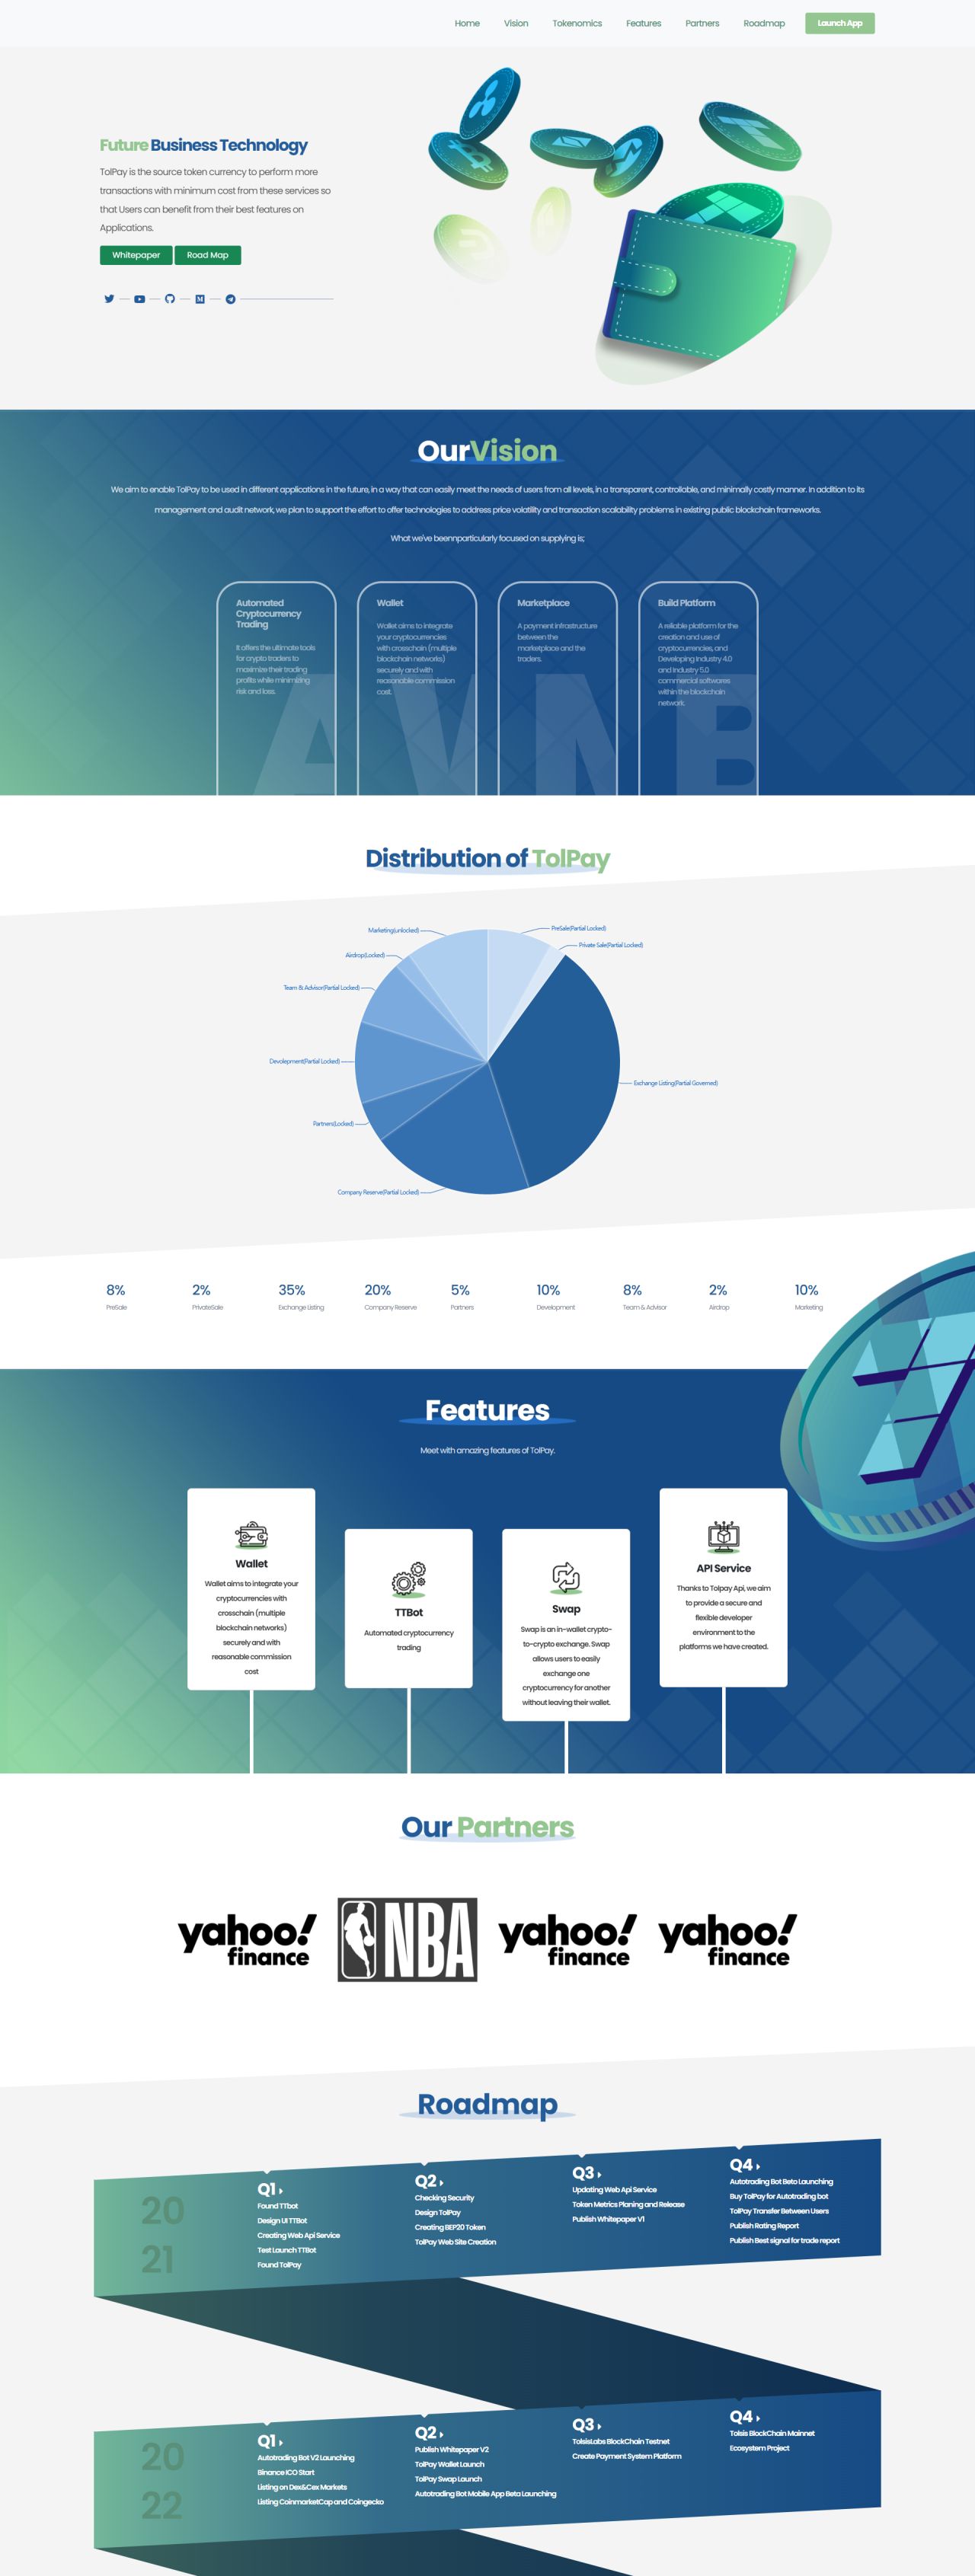 Home Vision Tokenomics Features Partners Roadmap Launch App
Future Business Technology
TolPay is the source token currency to perform more
transactions with minimum cost from these services so
that Users can benefit from their best features on
Applications.
Whitepaper Road Map
OurVision
We aim to enable TolPay to be used in different applications in the future, in a way that can easily meet the needs of users from all levels, in a transparent, controllable, and minimally costly manner. In addition to its
management and audit network, we plan to support the effort to offer technologies to address price volatility and transaction scalability problems in existing public blockchain frameworks.
What we've beennparticularly focused on supplying is;
Automated
Cryptocurrency
Trading
It offers the ultimate tools
for crypto traders to
maximize their trading
profits while minimizing
risk and loss.
A
Wallet
Wallet aims to integrate
your cryptocurrencies
with crosschain (multiple
blockchain networks)
securely and with
reasonable commission
cost.
W
Marketplace
A payment infrastructure
between the
marketplace and the
traders.
M
Build Platform
A reliable platform for the
creation and use of
cryptocurrencies, and
Developing Industry 4.0
and Industry 5.0
commercial softwares
within the blockchain
network.
B
Distribution of TolPay
Marketing(unlocked)
PreSale(Partial Locked)
Private Sale(Partial Locked)
Airdrop(Locked)
Team & Advisor(Partial Locked)
Devolepment(Partial Locked)
Exchange Listing(Partial Governed)
Partners(Locked)
Company Reserve(Partial Locked)
8% 2% 35% 20% 5% 10% 8% 2% 10%
PreSale PrivateSale Exchange Listing Company Reserve Partners Development Team & Advisor Airdrop Marketing
Features
Meet with amazing features of TolPay.
Wallet
Wallet aims to integrate your
cryptocurrencies with
crosschain (multiple
blockchain networks)
securely and with
reasonable commission
cost
TTBot
Automated cryptocurrency
trading
Swap
Swap is an in-wallet crypto-
to-crypto exchange. Swap
allows users to easily
exchange one
cryptocurrency for another
without leaving their wallet.
API Service
Thanks to Tolpay Api, we aim
to provide a secure and
flexible developer
environment to the
platforms we have created.
Our Partners
yahoo!
finance
NBA
yahoo!
finance
yahoo!
finance
Roadmap
20
21
Q1
Found TTbot
Design UI TTBot
Creating Web Api Service
Test Launch TTBot
Found TolPay
Q2
Checking Security
Design TolPay
Creating BEP20 Token
TolPay Web Site Creation
Q3
Updating Web Api Service
Token Metrics Planing and Release
Publish Whitepaper V1
Q4
Autotrading Bot Beta Launching
Buy TolPay for Autotrading bot
TolPay Transfer Between Users
Publish Rating Report
Publish Best signal for trade report
20
22
Q1
Autotrading Bot V2 Launching
Binance ICO Start
Listing on Dex&Cex Markets
Listing CoinmarketCap and Coingecko
Q2
Publish Whitepaper V2
TolPay Wallet Launch
TolPay Swap Launch
Autotrading Bot Mobile App Beta Launching
Q3
TolsisLabs BlockChain Testnet
Create Payment System Platform
Q4
Tolsis BlockChain Mainnet
Ecosystem Project